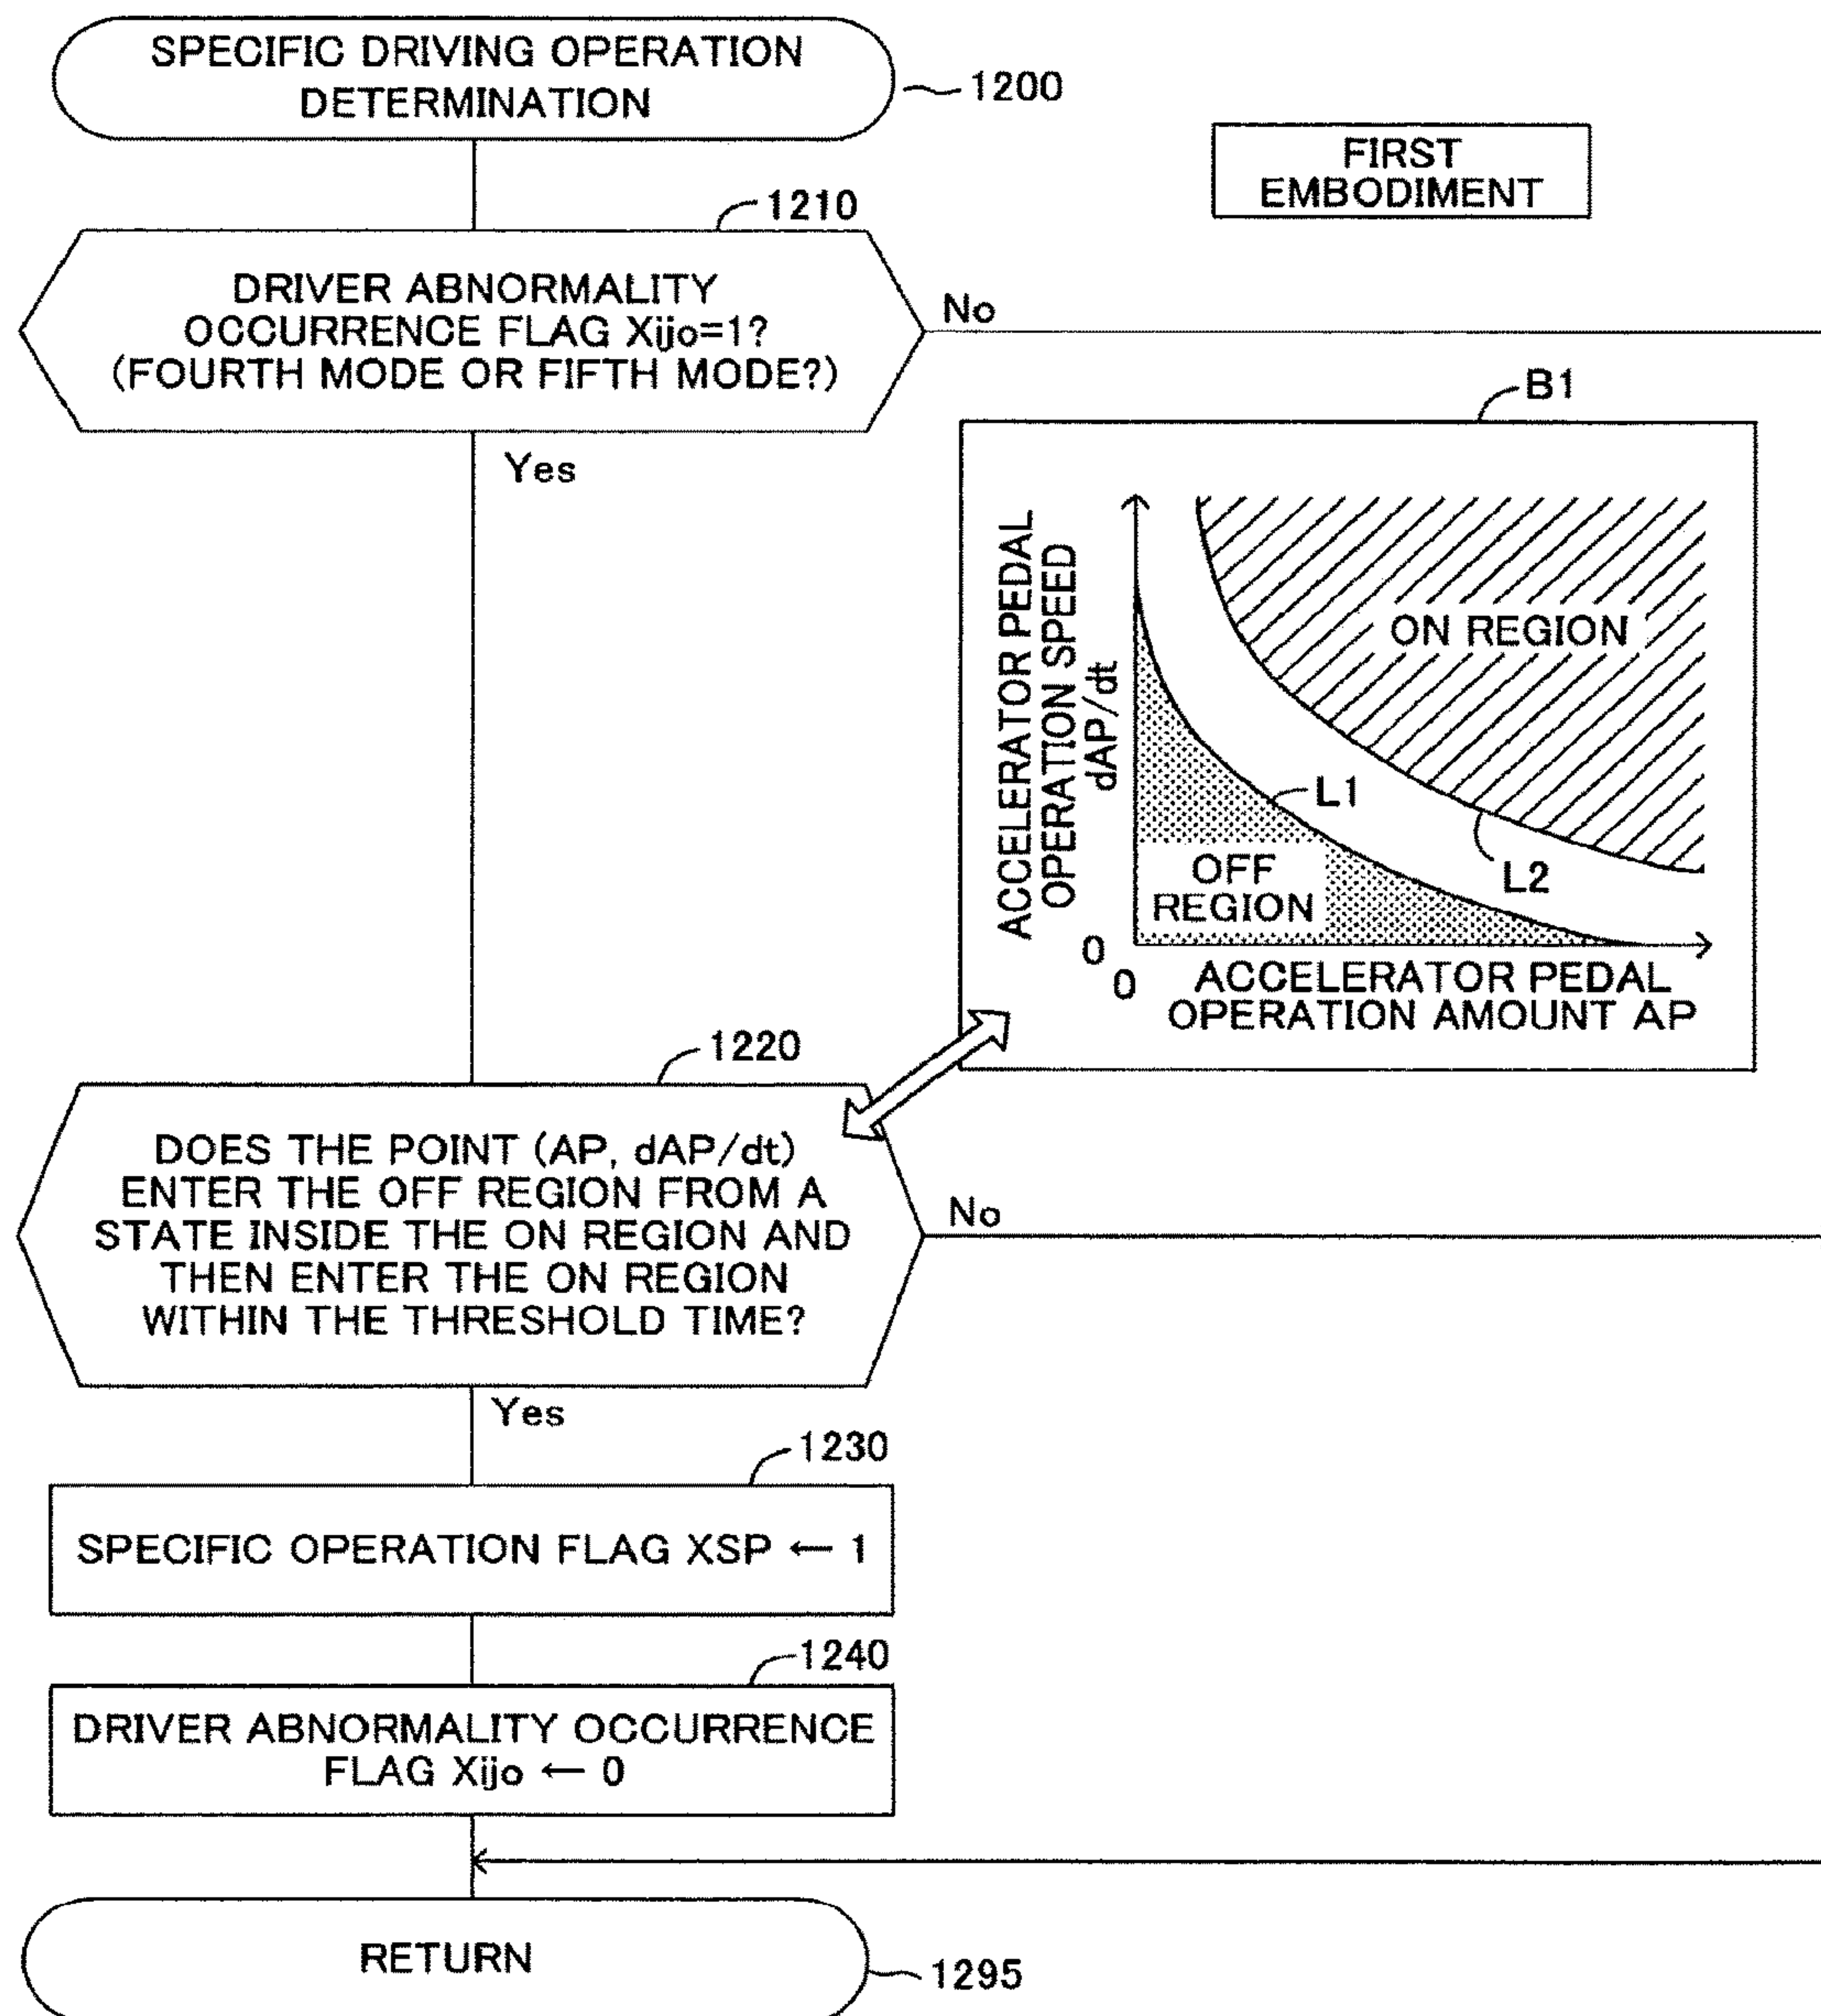 SPECIFIC DRIVING OPERATION
DETERMINATION
1200
FIRST
EMBODIMENT
1210
DRIVER ABNORMALITY
OCCURRENCE FLAG Xijo=1?
(FOURTH MODE OR FIFTH MODE?)
No
Yes
B1
ACCELERATOR PEDAL
OPERATION SPEED
dAP/dt
ON REGION
L1
L2
OFF
REGION
0
0
ACCELERATOR PEDAL
OPERATION AMOUNT AP
1220
DOES THE POINT (AP, dAP/dt)
ENTER THE OFF REGION FROM A
STATE INSIDE THE ON REGION AND
THEN ENTER THE ON REGION
WITHIN THE THRESHOLD TIME?
No
Yes
1230
SPECIFIC OPERATION FLAG XSP ← 1
1240
DRIVER ABNORMALITY OCCURRENCE
FLAG Xijo ← 0
RETURN
1295